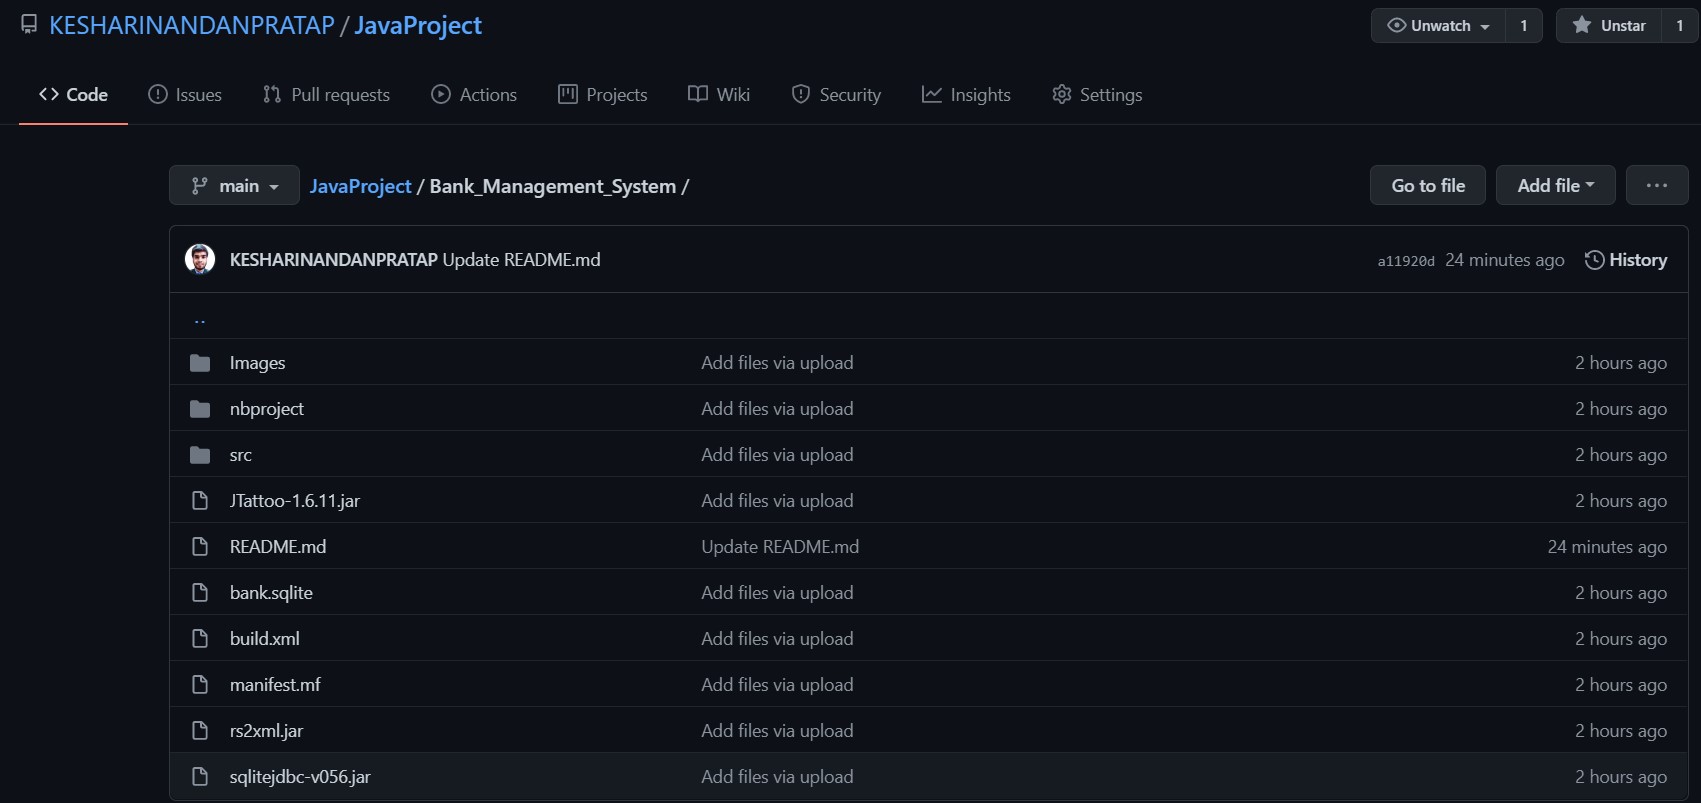 KESHARINANDANPRATAP / JavaProject Unwatch 1 Unstar 1
Code Issues Pull requests Actions Projects Wiki Security Insights Settings
main JavaProject / Bank_Management_System / Go to file Add file ...
KESHARINANDANPRATAP Update README.md a11920d 24 minutes ago History
..
Images Add files via upload 2 hours ago
nbproject Add files via upload 2 hours ago
src Add files via upload 2 hours ago
JTattoo-1.6.11.jar Add files via upload 2 hours ago
README.md Update README.md 24 minutes ago
bank.sqlite Add files via upload 2 hours ago
build.xml Add files via upload 2 hours ago
manifest.mf Add files via upload 2 hours ago
rs2xml.jar Add files via upload 2 hours ago
sqlitejdbc-v056.jar Add files via upload 2 hours ago